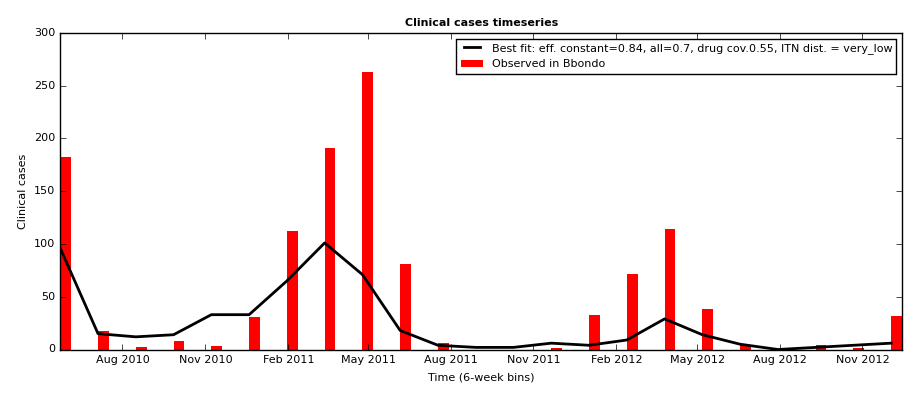 Clinical cases timeseries
300
250
200
150
100
50
0
Clinical cases
Best fit: eff. constant=0.84, all=0.7, drug cov.0.55, ITN dist. = very_low
Observed in Bbondo
Aug 2010 Nov 2010 Feb 2011 May 2011 Aug 2011 Nov 2011 Feb 2012 May 2012 Aug 2012 Nov 2012
Time (6-week bins)